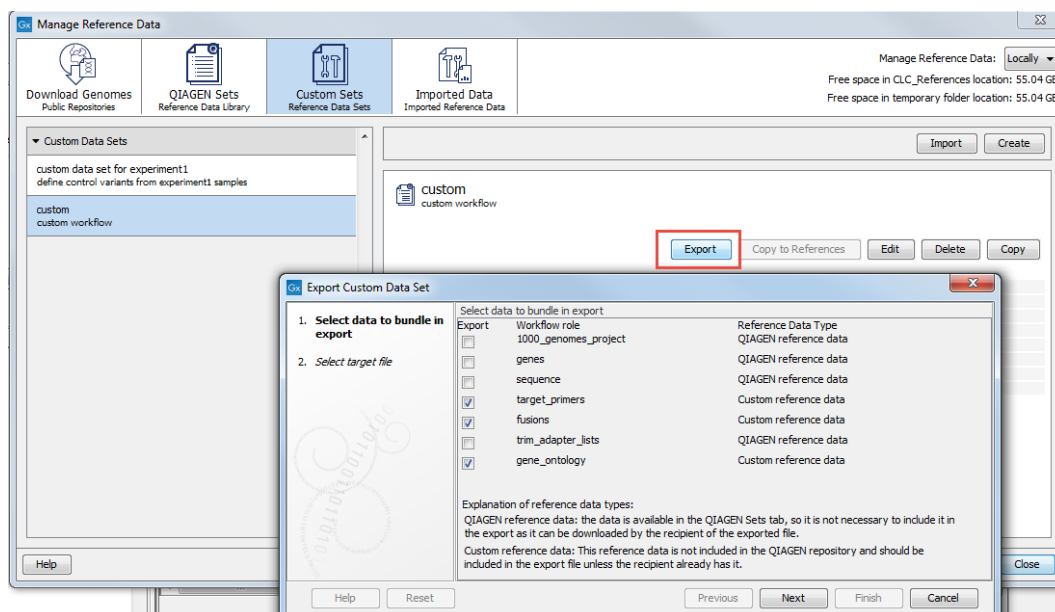 Gx Manage Reference Data
Download Genomes
Public Repositories
QIAGEN Sets
Reference Data Library
Custom Sets
Reference Data Sets
Imported Data
Imported Reference Data
Manage Reference Data: Locally
Free space in CLC_References location: 55.04 GB
Free space in temporary folder location: 55.04 GB
Custom Data Sets
custom data set for experiment1
define control variants from experiment1 samples
custom
custom workflow
Import Create
custom
custom workflow
Export Copy to References Edit Delete Copy
Gx Export Custom Data Set
1. Select data to bundle in
export
2. Select target file
Select data to bundle in export
Export Workflow role Reference Data Type
1000_genomes_project QIAGEN reference data
genes QIAGEN reference data
sequence QIAGEN reference data
target_primers Custom reference data
fusions Custom reference data
trim_adapter_lists QIAGEN reference data
gene_ontology Custom reference data
Explanation of reference data types:
QIAGEN reference data: the data is available in the QIAGEN Sets tab, so it is not necessary to include it in
the export as it can be downloaded by the recipient of the exported file.
Custom reference data: This reference data is not included in the QIAGEN repository and should be
included in the export file unless the recipient already has it.
Help Close
Help Reset Previous Next Finish Cancel